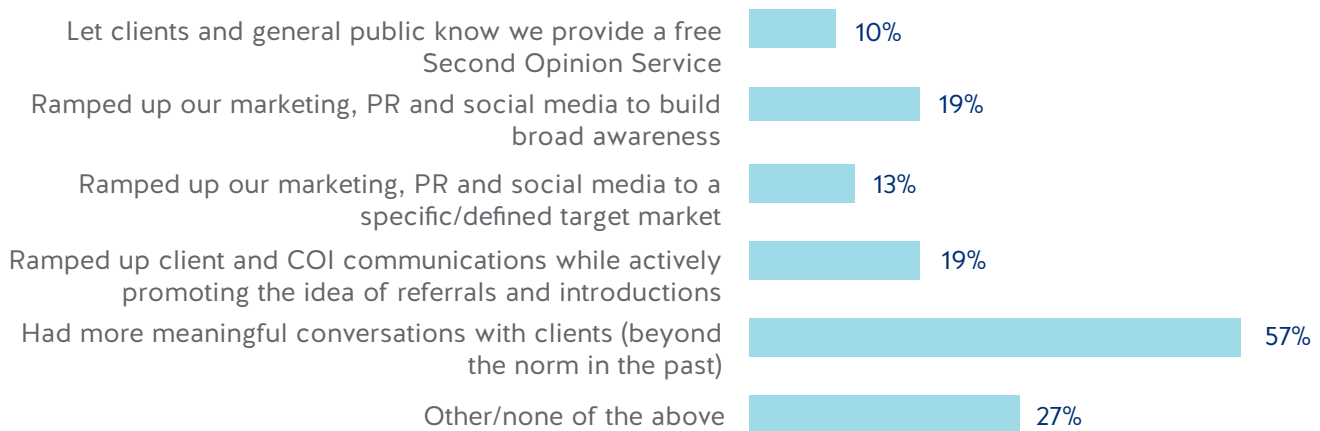 Let clients and general public know we provide a free
Second Opinion Service
10%
Ramped up our marketing, PR and social media to build
broad awareness
19%
Ramped up our marketing, PR and social media to a
specific/defined target market
13%
Ramped up client and COI communications while actively
promoting the idea of referrals and introductions
19%
Had more meaningful conversations with clients (beyond
the norm in the past)
57%
Other/none of the above
27%